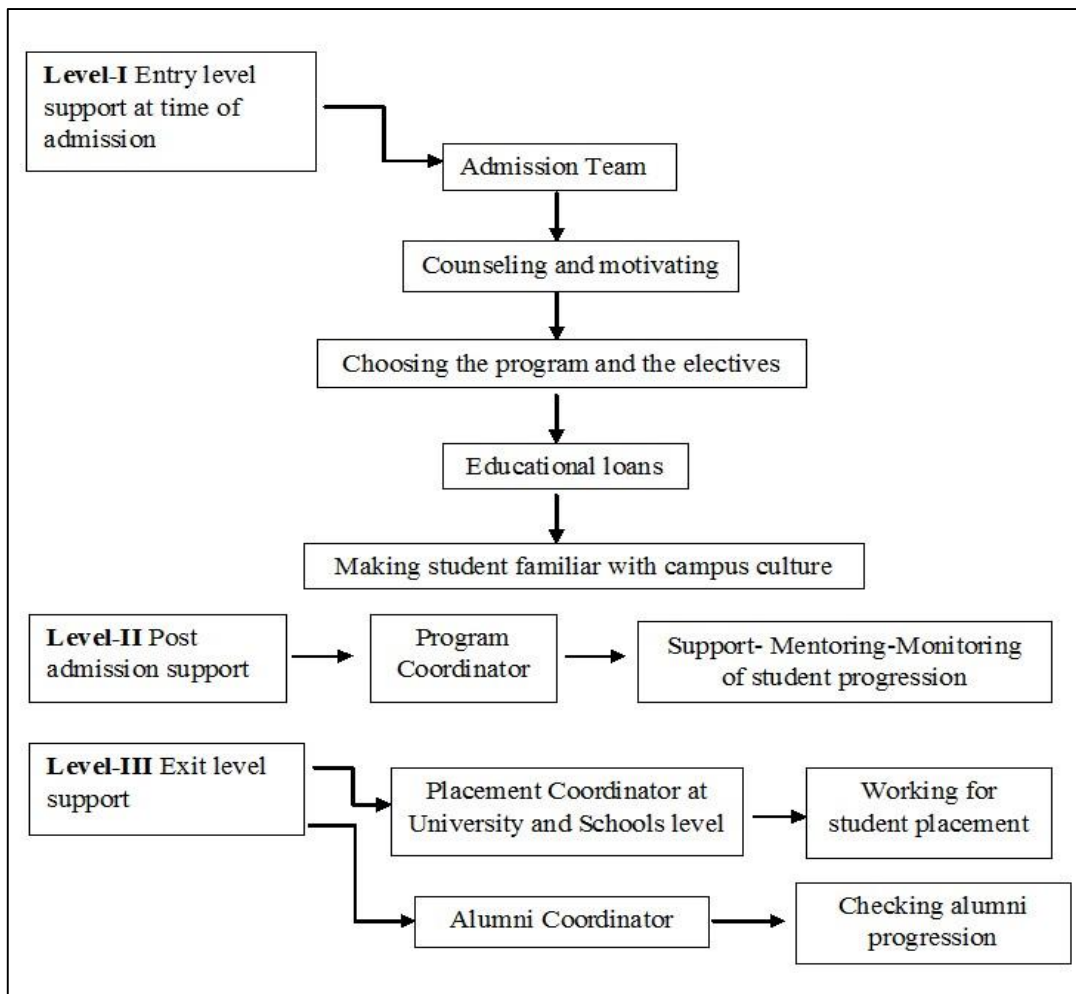 Level-I Entry level
support at time of
admission
Admission Team
Counseling and motivating
Choosing the program and the electives
Educational loans
Making student familiar with campus culture
Level-II Post
admission support
Program
Coordinator
Support- Mentoring-Monitoring
of student progression
Level-III Exit level
support
Placement Coordinator at
University and Schools level
Working for
student placement
Alumni Coordinator
Checking alumni
progression